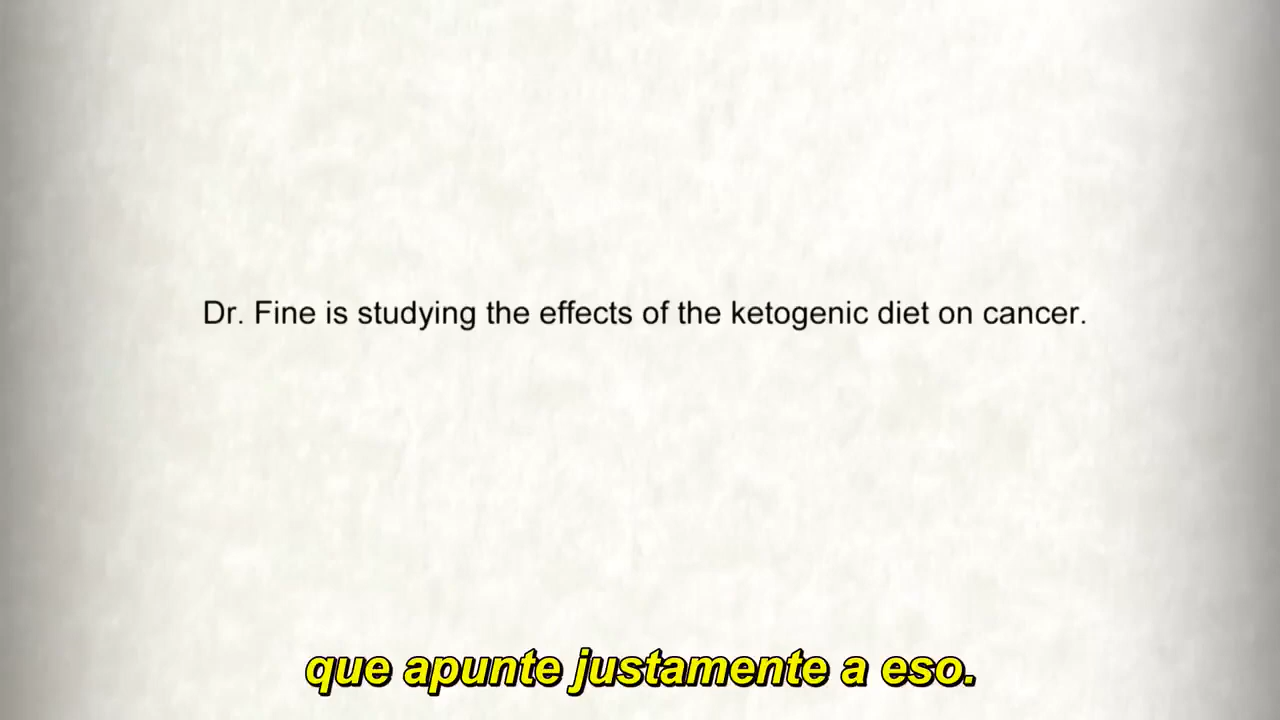 Dr. Fine is studying the effects of the ketogenic diet on cancer.
que apunte justamente a eso.